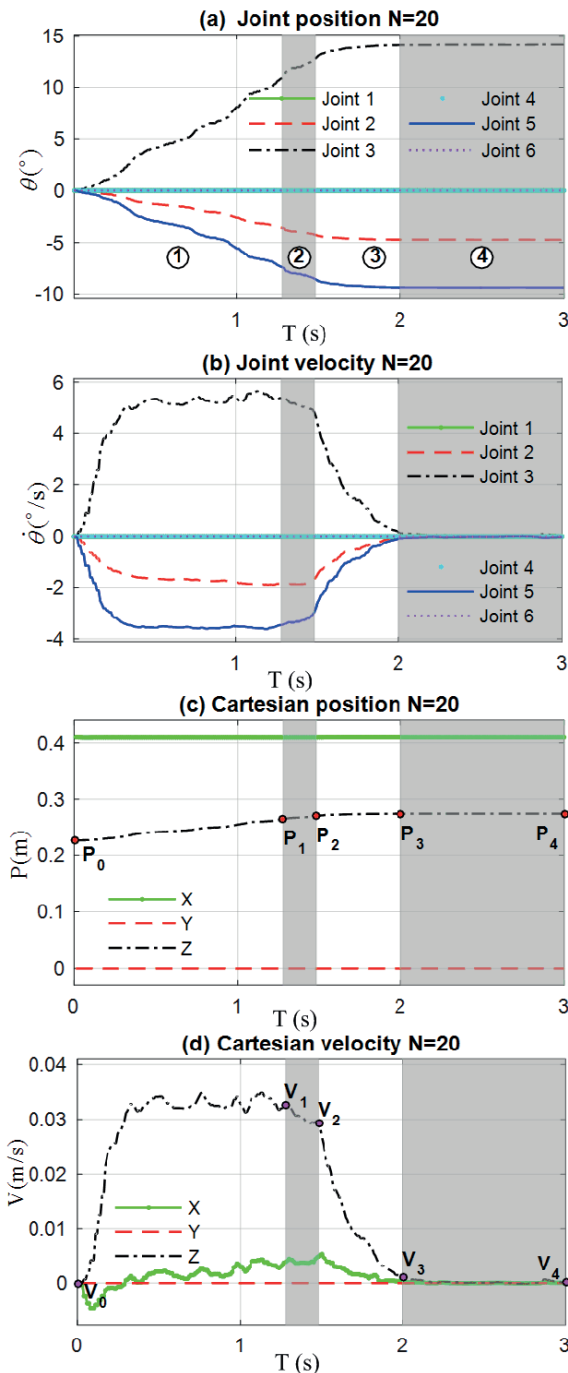 (a) Joint position N=20
15
10
5
0
-5
-10
θ(°)
Joint 1
Joint 2
Joint 3
Joint 4
Joint 5
Joint 6
1
2
3
4
1
2
3
T (s)
(b) Joint velocity N=20
6
4
2
0
-2
-4
θ̇(°/s)
Joint 1
Joint 2
Joint 3
Joint 4
Joint 5
Joint 6
0
1
2
3
T (s)
(c) Cartesian position N=20
0.4
0.3
0.2
0.1
0
P(m)
P0
P1
P2
P3
P4
X
Y
Z
0
1
2
3
T (s)
(d) Cartesian velocity N=20
0.04
0.03
0.02
0.01
0
V(m/s)
V0
V1
V2
V3
V4
X
Y
Z
0
1
2
3
T (s)